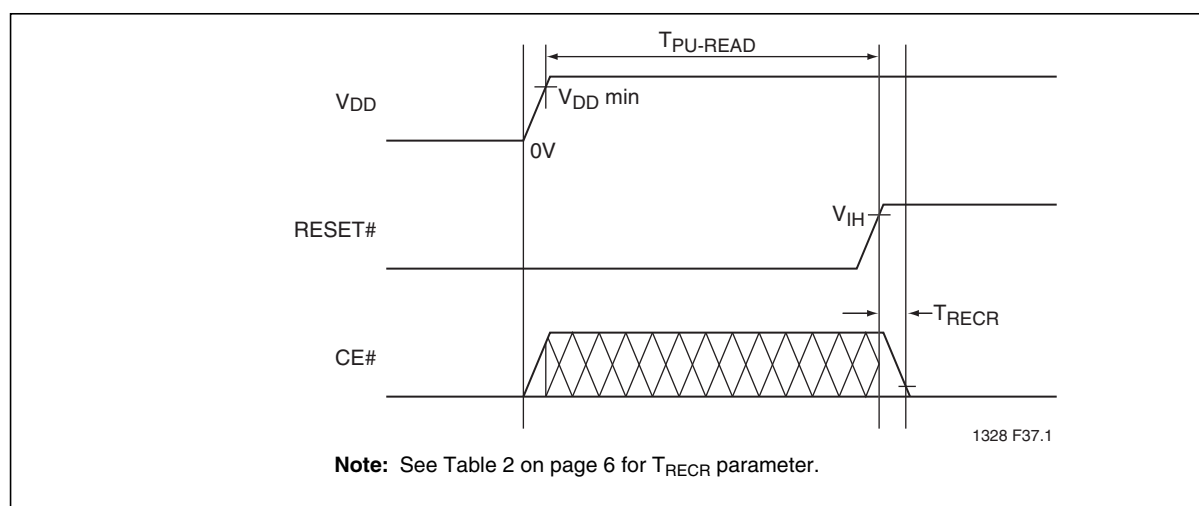 TPU-READ
VDD
VDD min
0V
VIH
RESET#
TRECR
CE#
1328 F37.1
Note: See Table 2 on page 6 for TRECR parameter.